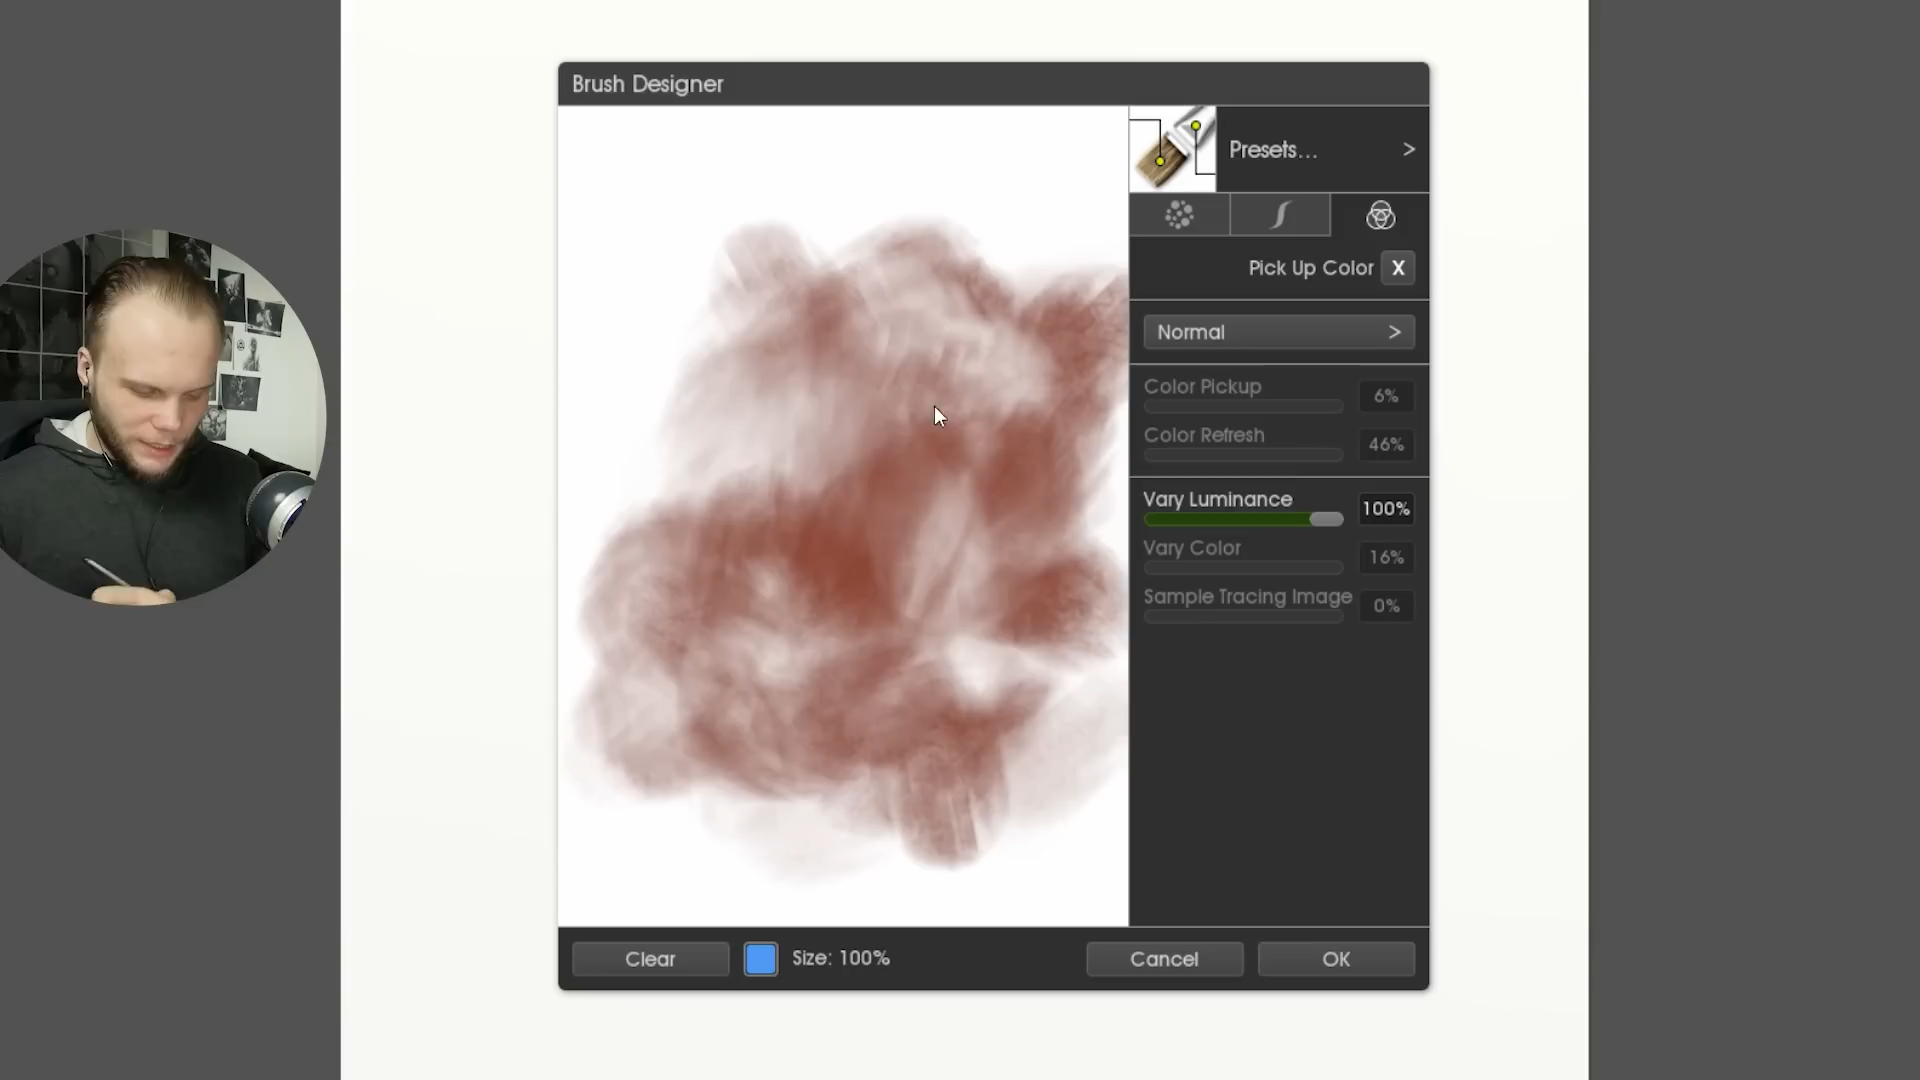 Brush Designer
Presets... >
Pick Up Color X
Normal >
Color Pickup 6%
Color Refresh 46%
Vary Luminance 100%
Vary Color 16%
Sample Tracing Image 0%
Clear Size: 100% Cancel OK